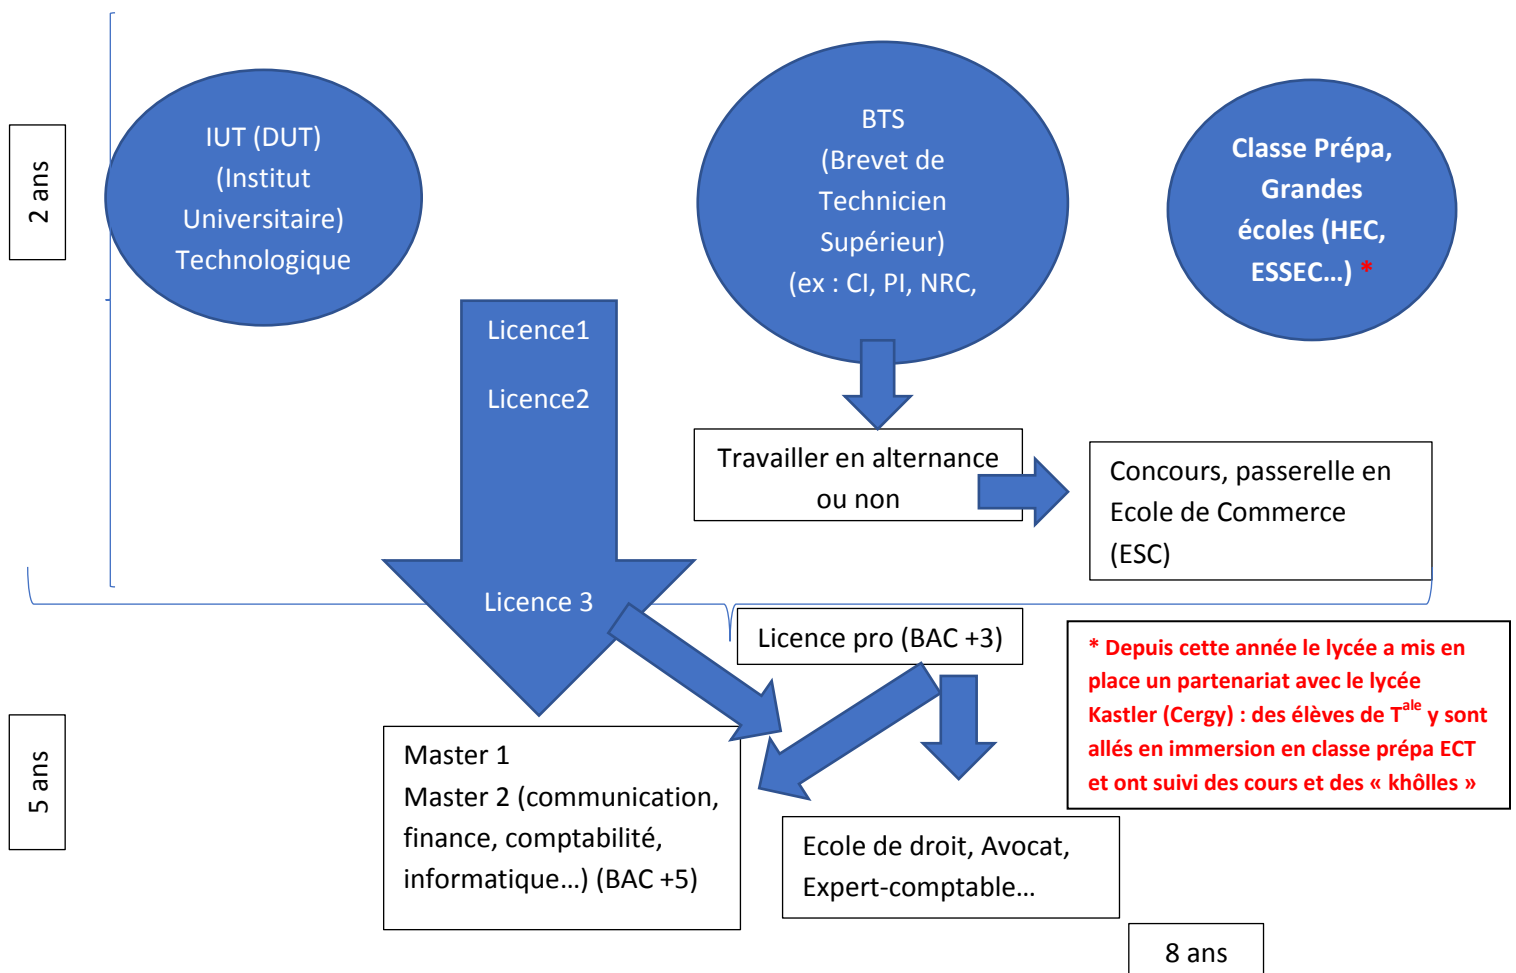 2 ans
IUT (DUT)
(Institut
Universitaire)
Technologique
BTS
(Brevet de
Technicien
Supérieur)
(ex : CI, PI, NRC,
Classe Prépa,
Grandes
écoles (HEC,
ESSEC…) *
Licence1
Licence2
Licence 3
Travailler en alternance
ou non
Concours, passerelle en
Ecole de Commerce
(ESC)
Licence pro (BAC +3)
* Depuis cette année le lycée a mis en
place un partenariat avec le lycée
Kastler (Cergy) : des élèves de Tale y sont
allés en immersion en classe prépa ECT
et ont suivi des cours et des « khôlles »
5 ans
Master 1
Master 2 (communication,
finance, comptabilité,
informatique…) (BAC +5)
Ecole de droit, Avocat,
Expert-comptable…
8 ans